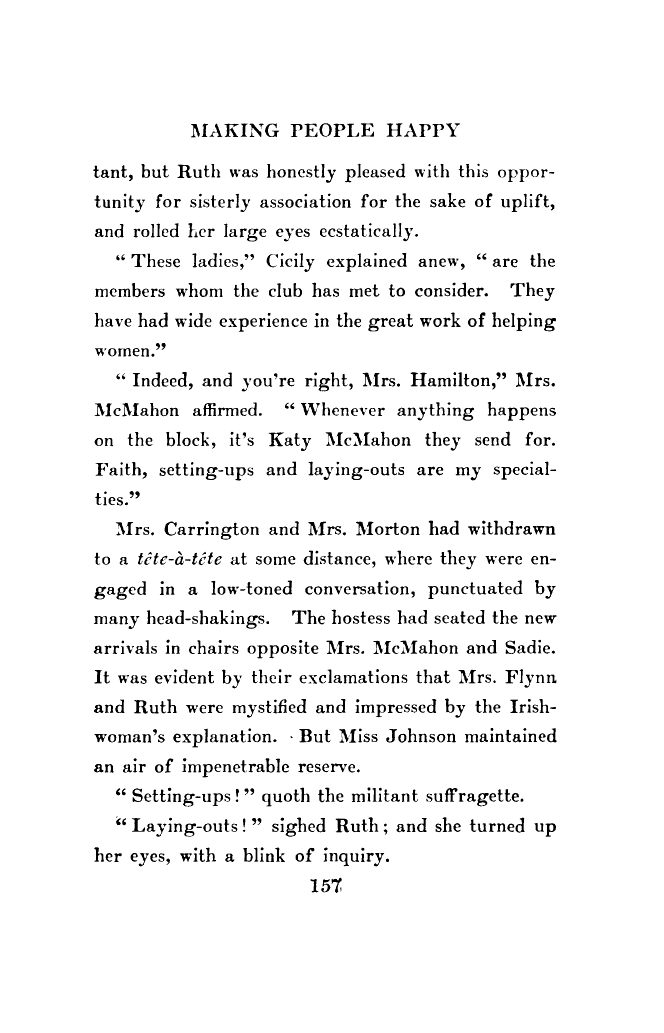 MAKING PEOPLE HAPPY
tant, but Ruth was honestly pleased with this oppor-
tunity for sisterly association for the sake of uplift,
and rolled her large eyes ecstatically.
“ These ladies,” Cicily explained anew, “ are the
members whom the club has met to consider. They
have had wide experience in the great work of helping
women.”
“ Indeed, and you're right, Mrs. Hamilton,” Mrs.
McMahon affirmed. “ Whenever anything happens
on the block, it's Katy McMahon they send for.
Faith, setting-ups and laying-outs are my special-
ties.”
Mrs. Carrington and Mrs. Morton had withdrawn
to a tête-à-tête at some distance, where they were en-
gaged in a low-toned conversation, punctuated by
many head-shakings. The hostess had seated the new
arrivals in chairs opposite Mrs. McMahon and Sadie.
It was evident by their exclamations that Mrs. Flynn
and Ruth were mystified and impressed by the Irish-
woman's explanation. But Miss Johnson maintained
an air of impenetrable reserve.
“ Setting-ups ! ” quoth the militant suffragette.
“ Laying-outs ! ” sighed Ruth ; and she turned up
her eyes, with a blink of inquiry.
157